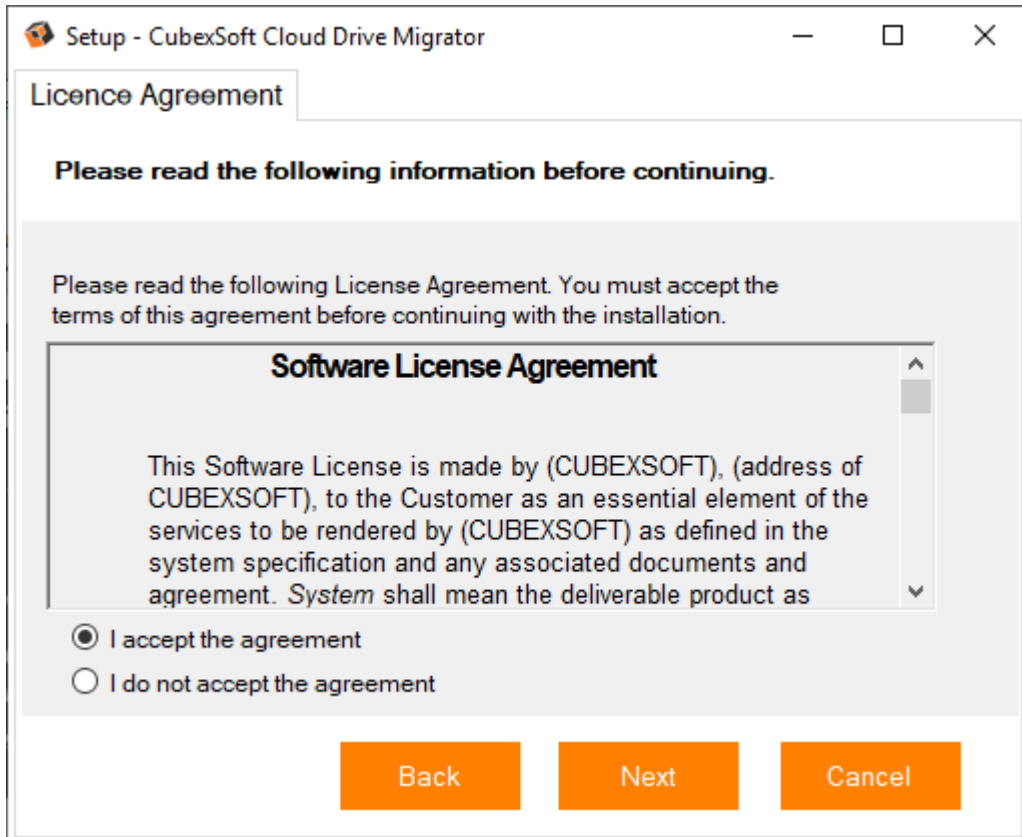 Setup - CubexSoft Cloud Drive Migrator
Licence Agreement
Please read the following information before continuing.
Please read the following License Agreement. You must accept the
terms of this agreement before continuing with the installation.
Software License Agreement
This Software License is made by (CUBEXSOFT), (address of
CUBEXSOFT), to the Customer as an essential element of the
services to be rendered by (CUBEXSOFT) as defined in the
system specification and any associated documents and
agreement. System shall mean the deliverable product as
I accept the agreement
I do not accept the agreement
Back Next Cancel